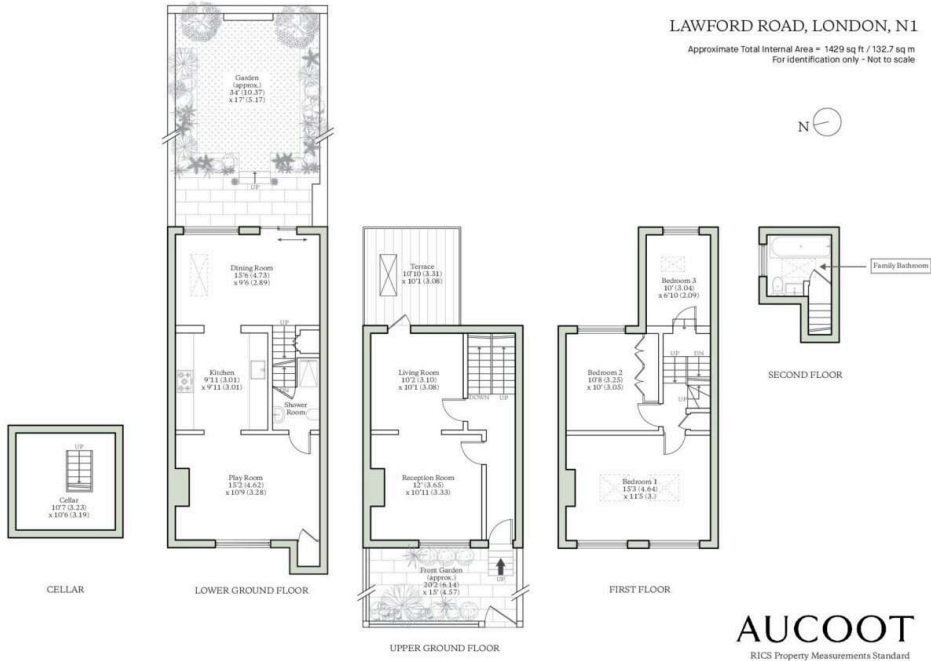 LAWFORD ROAD, LONDON, N1
Approximate Total Internal Area = 1429 sq ft / 132.7 sq m
For identification only - Not to scale
N
Garden
(approx.)
34' (10.37)
x 17' (5.17)
UP
Dining Room
15'6 (4.73)
x 9'6 (2.89)
UP
Kitchen
9'11 (3.01)
x 9'11 (3.01)
DN
Shower
Room
Play Room
15'2 (4.62)
x 10'9 (3.28)
LOWER GROUND FLOOR
UP
Cellar
10'7 (3.23)
x 10'6 (3.19)
CELLAR
Terrace
10'10 (3.31)
x 10'1 (3.08)
Living Room
10'2 (3.10)
x 10'1 (3.08)
DOWN
UP
Reception Room
12' (3.65)
x 10'11 (3.33)
Front Garden
(approx.)
20'2 (6.14)
x 15' (4.57)
UP
UPPER GROUND FLOOR
Bedroom 3
10' (3.04)
x 6'10 (2.09)
Bedroom 2
10'8 (3.25)
x 10' (3.05)
UP
DN
UP
Bedroom 1
15'3 (4.64)
x 11'5 (3.)
FIRST FLOOR
Family Bathroom
SECOND FLOOR
AUCOOT
RICS Property Measurements Standard